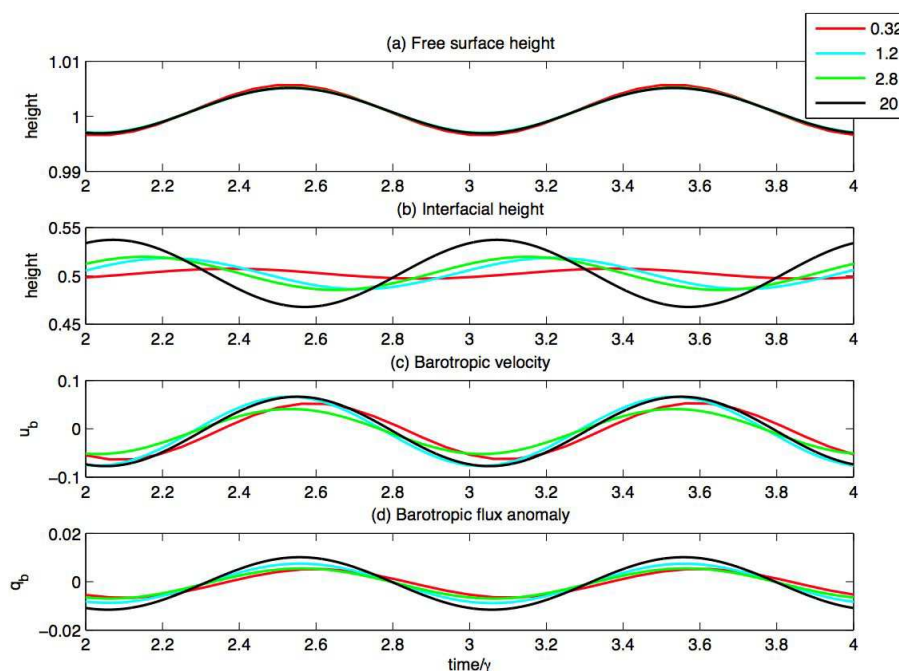 (a) Free surface height
0.32
1.2
2.8
20
1.01
1
0.99
height
2 2.2 2.4 2.6 2.8 3 3.2 3.4 3.6 3.8 4
(b) Interfacial height
0.55
0.5
0.45
height
2 2.2 2.4 2.6 2.8 3 3.2 3.4 3.6 3.8 4
(c) Barotropic velocity
0.1
0
−0.1
u_b
2 2.2 2.4 2.6 2.8 3 3.2 3.4 3.6 3.8 4
(d) Barotropic flux anomaly
0.02
0
−0.02
q_b
2 2.2 2.4 2.6 2.8 3 3.2 3.4 3.6 3.8 4
time/γ